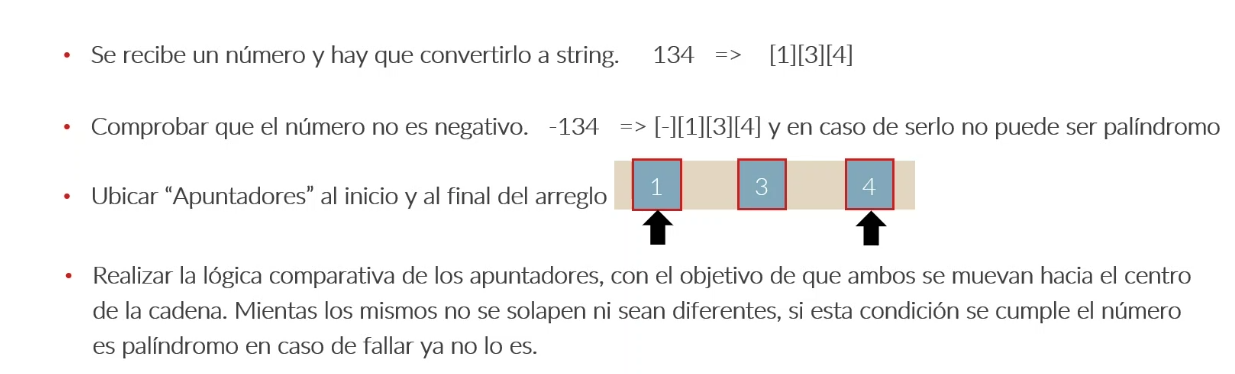 • Se recibe un número y hay que convertirlo a string. 134 => [1][3][4]
• Comprobar que el número no es negativo. -134 => [-][1][3][4] y en caso de serlo no puede ser palíndromo
• Ubicar “Apuntadores” al inicio y al final del arreglo 1 3 4
• Realizar la lógica comparativa de los apuntadores, con el objetivo de que ambos se muevan hacia el centro
de la cadena. Mientas los mismos no se solapen ni sean diferentes, si esta condición se cumple el número
es palíndromo en caso de fallar ya no lo es.